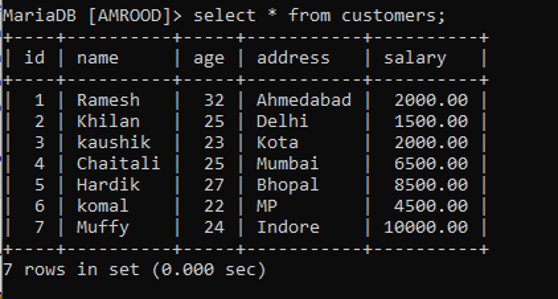 MariaDB [AMROOD]> select * from customers;
+----+----------+-----+-----------+----------+
| id | name     | age | address   | salary   |
+----+----------+-----+-----------+----------+
|  1 | Ramesh   |  32 | Ahmedabad |  2000.00 |
|  2 | Khilan   |  25 | Delhi     |  1500.00 |
|  3 | kaushik  |  23 | Kota      |  2000.00 |
|  4 | Chaitali |  25 | Mumbai    |  6500.00 |
|  5 | Hardik   |  27 | Bhopal    |  8500.00 |
|  6 | komal    |  22 | MP        |  4500.00 |
|  7 | Muffy    |  24 | Indore    | 10000.00 |
+----+----------+-----+-----------+----------+
7 rows in set (0.000 sec)